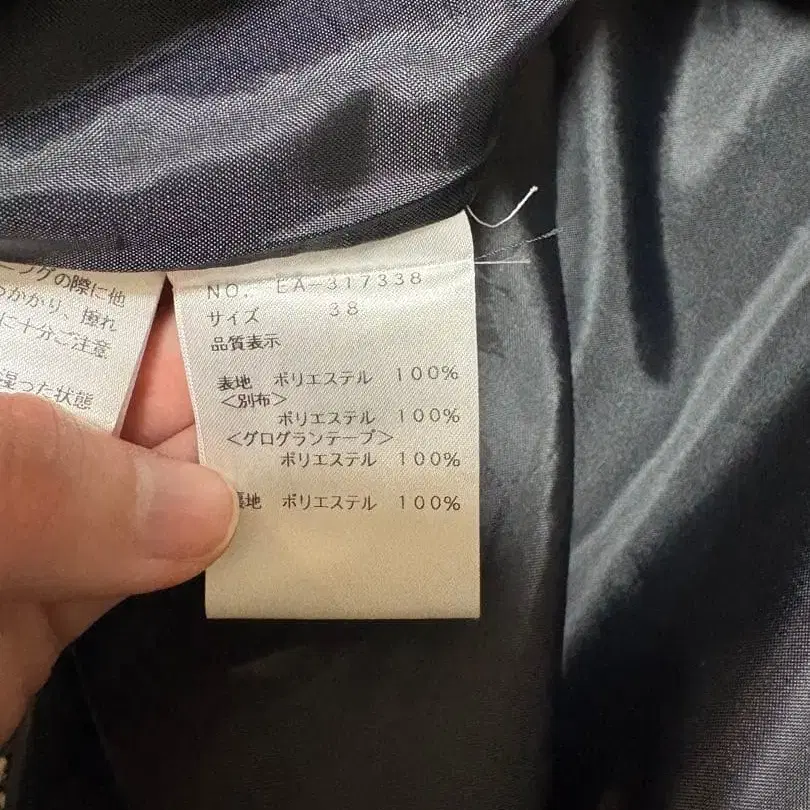 ーニングの際に他
っかかり、擦れ
に十分ご注意
湿った状態
NO. EA-317338
サイズ 38
品質表示
表地 ポリエステル 100%
<別布>
ポリエステル 100%
<グログランテープ>
ポリエステル 100%
裏地 ポリエステル 100%